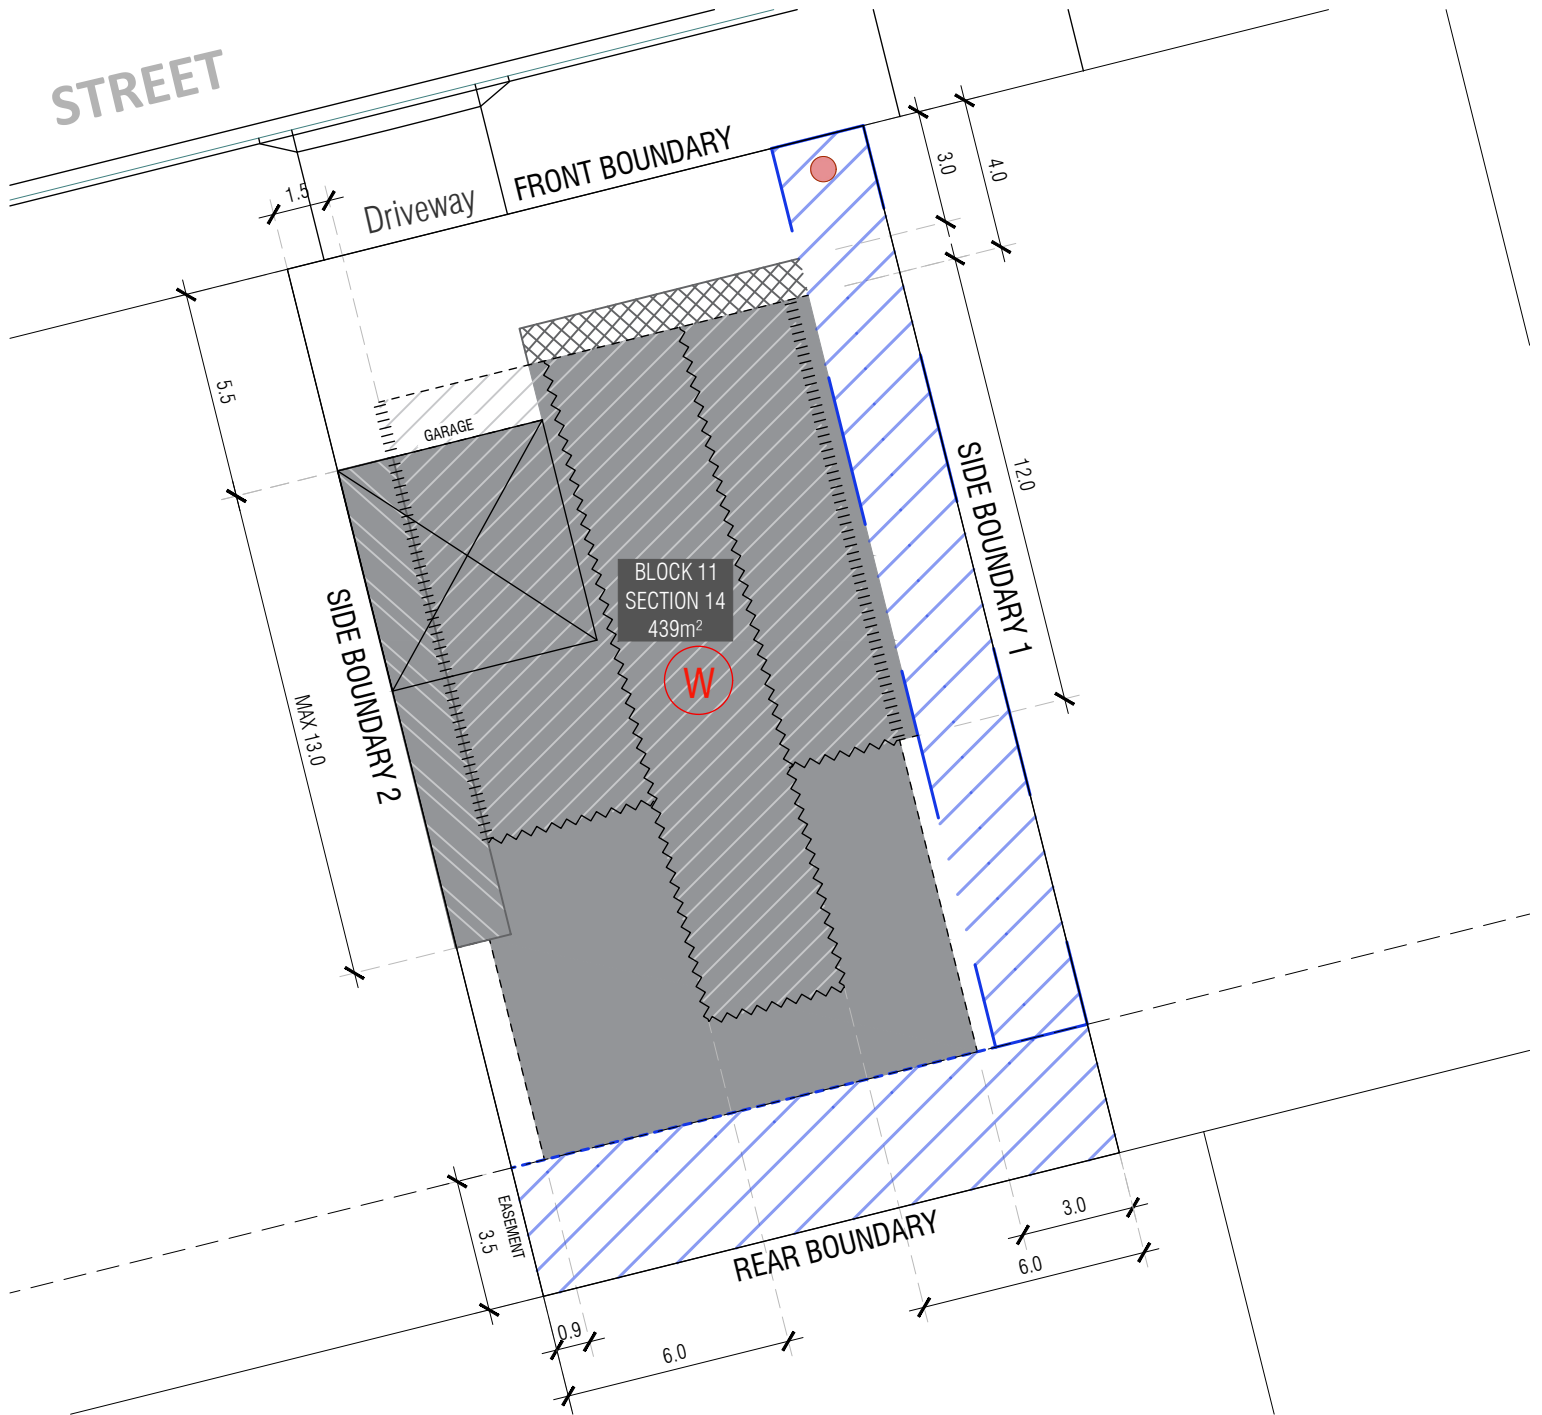 STREET
FRONT BOUNDARY
Driveway
1.5
3.0
4.0
5.5
GARAGE
12.0
SIDE BOUNDARY 1
BLOCK 11
SECTION 14
439m²
W
SIDE BOUNDARY 2
MAX 13.0
EASEMENT
3.5
REAR BOUNDARY
3.0
6.0
0.9
6.0